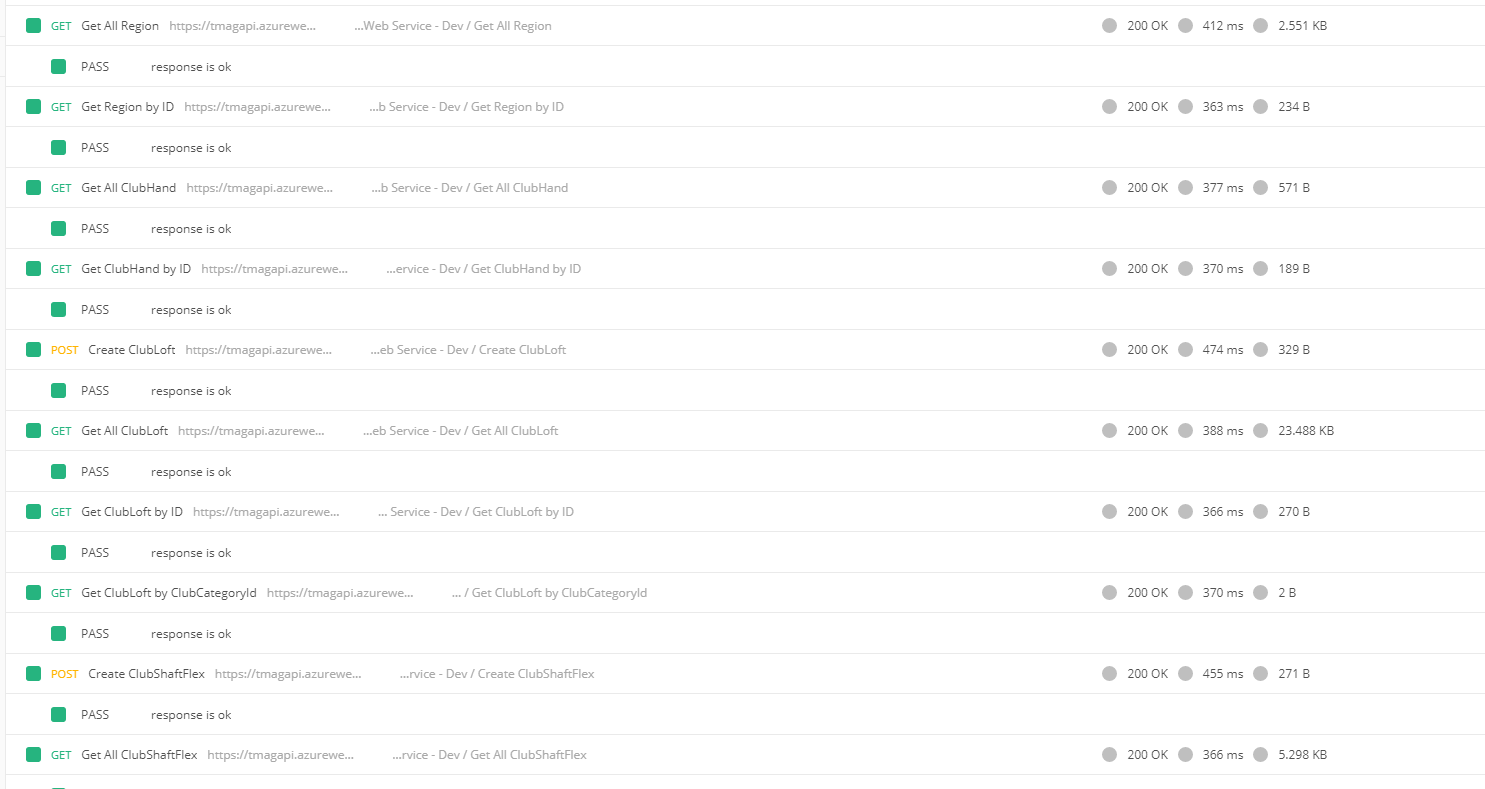 GET Get All Region https://tmagapi.azurewe... ...Web Service - Dev / Get All Region 200 OK 412 ms 2.551 KB
PASS response is ok
GET Get Region by ID https://tmagapi.azurewe... ...b Service - Dev / Get Region by ID 200 OK 363 ms 234 B
PASS response is ok
GET Get All ClubHand https://tmagapi.azurewe... ...b Service - Dev / Get All ClubHand 200 OK 377 ms 571 B
PASS response is ok
GET Get ClubHand by ID https://tmagapi.azurewe... ...ervice - Dev / Get ClubHand by ID 200 OK 370 ms 189 B
PASS response is ok
POST Create ClubLoft https://tmagapi.azurewe... ...eb Service - Dev / Create ClubLoft 200 OK 474 ms 329 B
PASS response is ok
GET Get All ClubLoft https://tmagapi.azurewe... ...eb Service - Dev / Get All ClubLoft 200 OK 388 ms 23.488 KB
PASS response is ok
GET Get ClubLoft by ID https://tmagapi.azurewe... ... Service - Dev / Get ClubLoft by ID 200 OK 366 ms 270 B
PASS response is ok
GET Get ClubLoft by ClubCategoryId https://tmagapi.azurewe... ... / Get ClubLoft by ClubCategoryId 200 OK 370 ms 2 B
PASS response is ok
POST Create ClubShaftFlex https://tmagapi.azurewe... ...rvice - Dev / Create ClubShaftFlex 200 OK 455 ms 271 B
PASS response is ok
GET Get All ClubShaftFlex https://tmagapi.azurewe... ...rvice - Dev / Get All ClubShaftFlex 200 OK 366 ms 5.298 KB